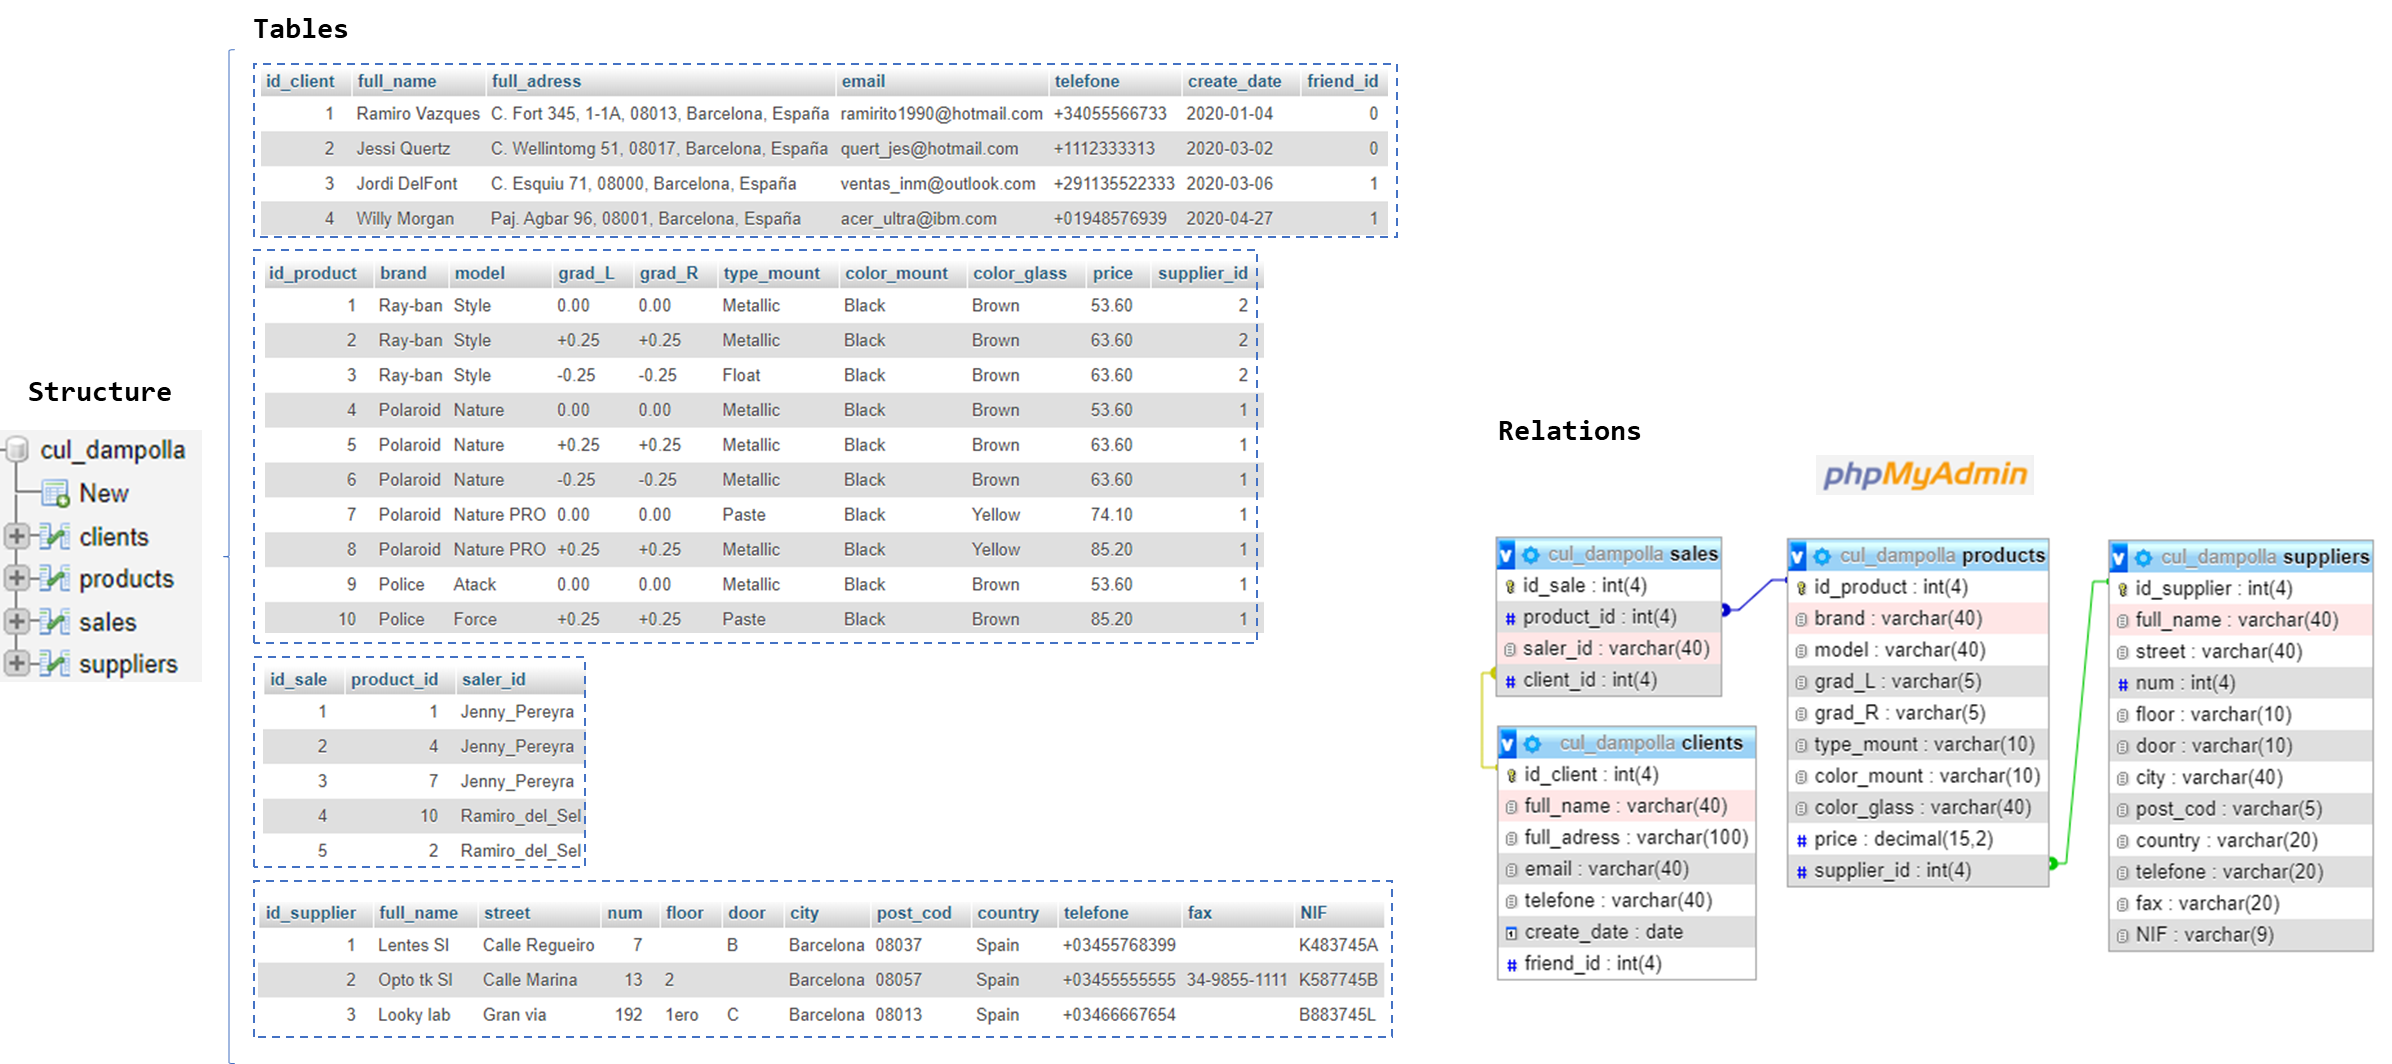 Tables
id_client full_name full_adress email telefone create_date friend_id
1 Ramiro Vazques C. Fort 345, 1-1A, 08013, Barcelona, España ramirito1990@hotmail.com +34055566733 2020-01-04 0
2 Jessi Quertz C. Wellintomg 51, 08017, Barcelona, España quert_jes@hotmail.com +1112333313 2020-03-02 0
3 Jordi DelFont C. Esquiu 71, 08000, Barcelona, España ventas_inm@outlook.com +291135522333 2020-03-06 1
4 Willy Morgan Paj. Agbar 96, 08001, Barcelona, España acer_ultra@ibm.com +01948576939 2020-04-27 1
id_product brand model grad_L grad_R type_mount color_mount color_glass price supplier_id
1 Ray-ban Style 0.00 0.00 Metallic Black Brown 53.60 2
2 Ray-ban Style +0.25 +0.25 Metallic Black Brown 63.60 2
3 Ray-ban Style -0.25 -0.25 Float Black Brown 63.60 2
4 Polaroid Nature 0.00 0.00 Metallic Black Brown 53.60 1
5 Polaroid Nature +0.25 +0.25 Metallic Black Brown 63.60 1
6 Polaroid Nature -0.25 -0.25 Metallic Black Brown 63.60 1
7 Polaroid Nature PRO 0.00 0.00 Paste Black Yellow 74.10 1
8 Polaroid Nature PRO +0.25 +0.25 Metallic Black Yellow 85.20 1
9 Police Atack 0.00 0.00 Metallic Black Brown 53.60 1
10 Police Force +0.25 +0.25 Paste Black Brown 85.20 1
id_sale product_id saler_id
1 1 Jenny_Pereyra
2 4 Jenny_Pereyra
3 7 Jenny_Pereyra
4 10 Ramiro_del_Sel
5 2 Ramiro_del_Sel
id_supplier full_name street num floor door city post_cod country telefone fax NIF
1 Lentes Sl Calle Regueiro 7 B Barcelona 08037 Spain +03455768399 K483745A
2 Opto tk Sl Calle Marina 13 2 Barcelona 08057 Spain +03455555555 34-9855-1111 K587745B
3 Looky lab Gran via 192 1ero C Barcelona 08013 Spain +03466667654 B883745L
Structure
cul_dampolla
New
clients
products
sales
suppliers
Relations
phpMyAdmin
cul_dampolla sales
id_sale : int(4)
product_id : int(4)
saler_id : varchar(40)
client_id : int(4)
cul_dampolla clients
id_client : int(4)
full_name : varchar(40)
full_adress : varchar(100)
email : varchar(40)
telefone : varchar(40)
create_date : date
friend_id : int(4)
cul_dampolla products
id_product : int(4)
brand : varchar(40)
model : varchar(40)
grad_L : varchar(5)
grad_R : varchar(5)
type_mount : varchar(10)
color_mount : varchar(10)
color_glass : varchar(40)
price : decimal(15,2)
supplier_id : int(4)
cul_dampolla suppliers
id_supplier : int(4)
full_name : varchar(40)
street : varchar(40)
num : int(4)
floor : varchar(10)
door : varchar(10)
city : varchar(40)
post_cod : varchar(5)
country : varchar(20)
telefone : varchar(20)
fax : varchar(20)
NIF : varchar(9)